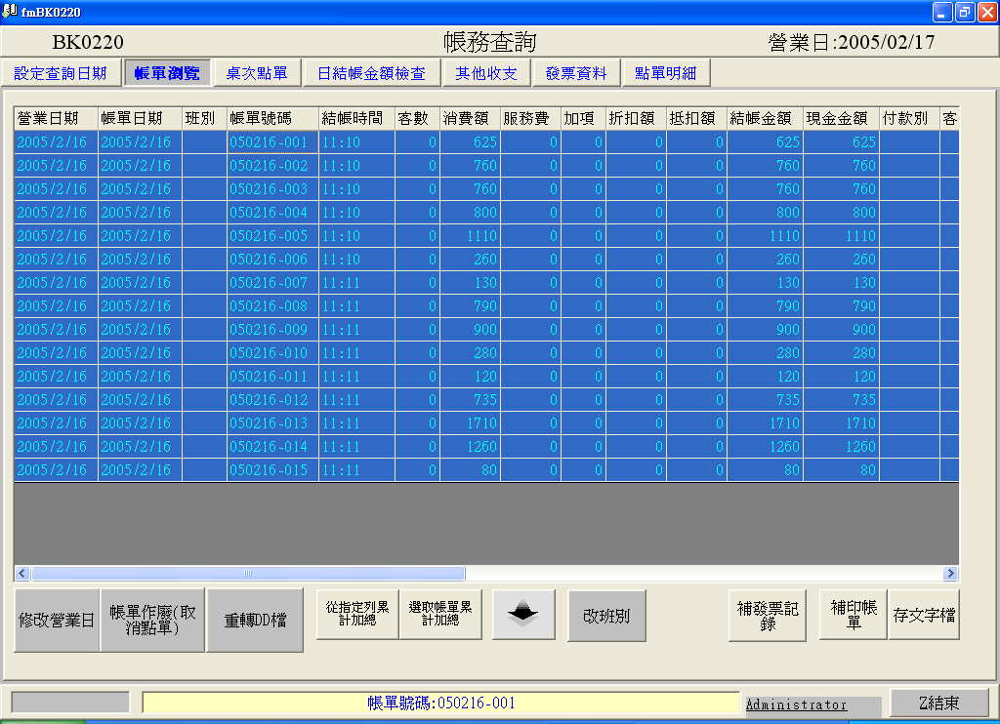 fmBK0220
BK0220 帳務查詢 營業日:2005/02/17
設定查詢日期 帳單瀏覽 桌次點單 日結帳金額檢查 其他收支 發票資料 點單明細
營業日期 帳單日期 班別 帳單號碼 結帳時間 客數 消費額 服務費 加項 折扣額 抵扣額 結帳金額 現金金額 付款別 客
2005/2/16 2005/2/16 050216-001 11:10 0 625 0 0 0 0 625 625
2005/2/16 2005/2/16 050216-002 11:10 0 760 0 0 0 0 760 760
2005/2/16 2005/2/16 050216-003 11:10 0 760 0 0 0 0 760 760
2005/2/16 2005/2/16 050216-004 11:10 0 800 0 0 0 0 800 800
2005/2/16 2005/2/16 050216-005 11:10 0 1110 0 0 0 0 1110 1110
2005/2/16 2005/2/16 050216-006 11:10 0 260 0 0 0 0 260 260
2005/2/16 2005/2/16 050216-007 11:11 0 130 0 0 0 0 130 130
2005/2/16 2005/2/16 050216-008 11:11 0 790 0 0 0 0 790 790
2005/2/16 2005/2/16 050216-009 11:11 0 900 0 0 0 0 900 900
2005/2/16 2005/2/16 050216-010 11:11 0 280 0 0 0 0 280 280
2005/2/16 2005/2/16 050216-011 11:11 0 120 0 0 0 0 120 120
2005/2/16 2005/2/16 050216-012 11:11 0 735 0 0 0 0 735 735
2005/2/16 2005/2/16 050216-013 11:11 0 1710 0 0 0 0 1710 1710
2005/2/16 2005/2/16 050216-014 11:11 0 1260 0 0 0 0 1260 1260
2005/2/16 2005/2/16 050216-015 11:11 0 80 0 0 0 0 80 80
修改營業日
帳單作廢(取
消點單)
重轉DD檔
從指定列累
計加總
選取帳單累
計加總
改班別
補發票記
錄
補印帳
單
存文字檔
帳單號碼:050216-001
Administrator
Z結束